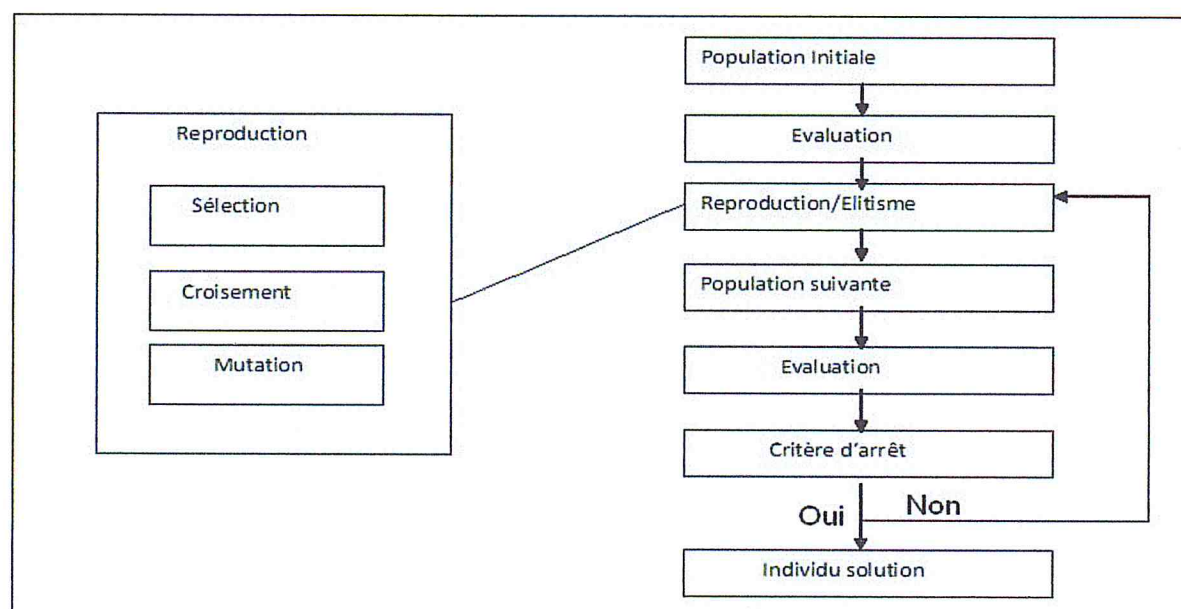 Reproduction
Sélection
Croisement
Mutation
Population Initiale
Evaluation
Reproduction/Elitisme
Population suivante
Evaluation
Critère d'arrêt
Oui
Non
Individu solution